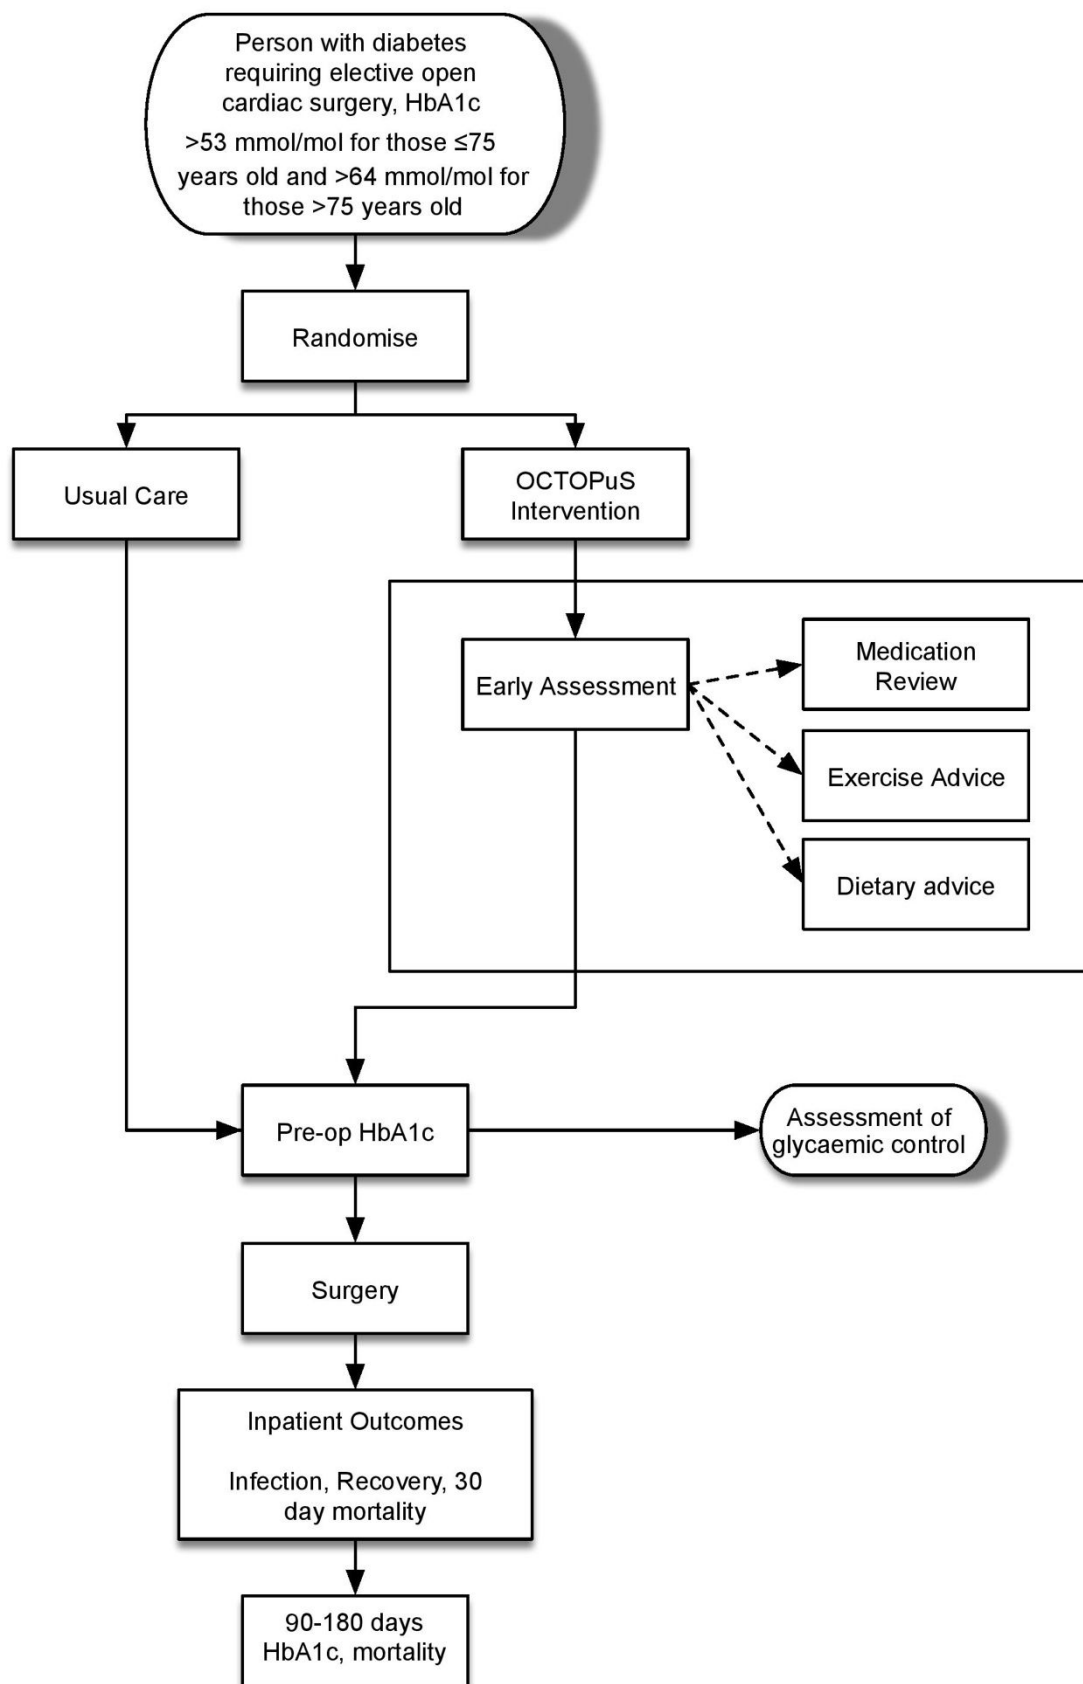 Person with diabetes
requiring elective open
cardiac surgery, HbA1c
>53 mmol/mol for those ≤75
years old and >64 mmol/mol for
those >75 years old
Randomise
Usual Care
OCTOPuS
Intervention
Early Assessment
Medication
Review
Exercise Advice
Dietary advice
Pre-op HbA1c
Assessment of
glycaemic control
Surgery
Inpatient Outcomes
Infection, Recovery, 30
day mortality
90-180 days
HbA1c, mortality